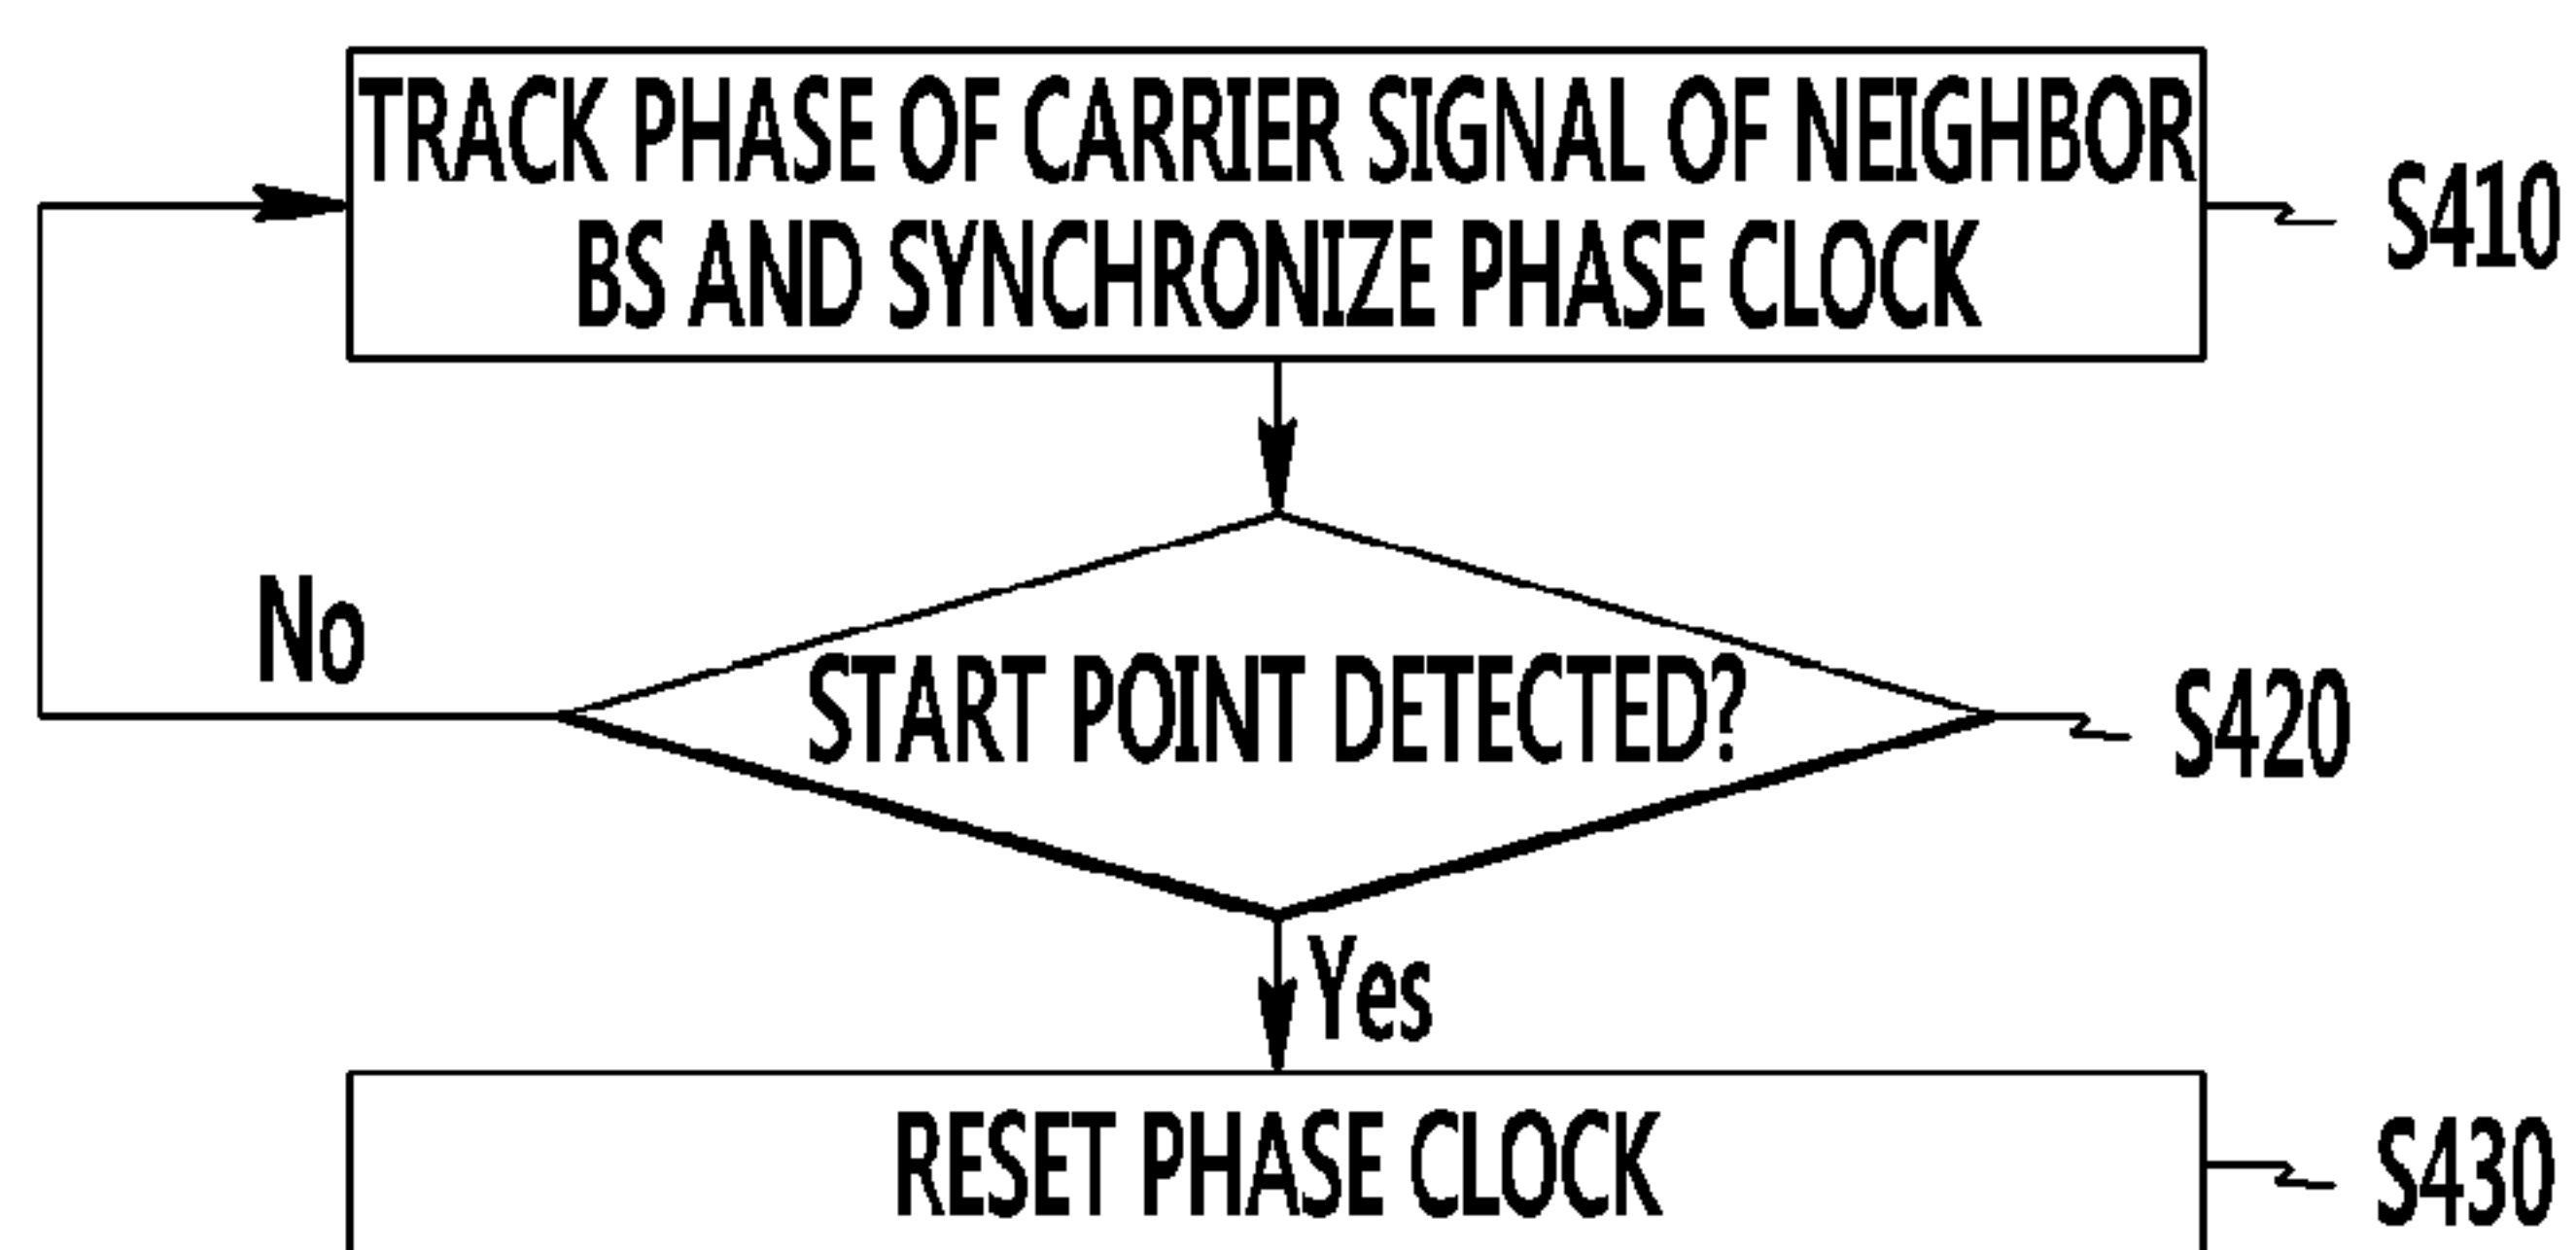 TRACK PHASE OF CARRIER SIGNAL OF NEIGHBOR
BS AND SYNCHRONIZE PHASE CLOCK
S410
No
START POINT DETECTED?
S420
Yes
RESET PHASE CLOCK
S430